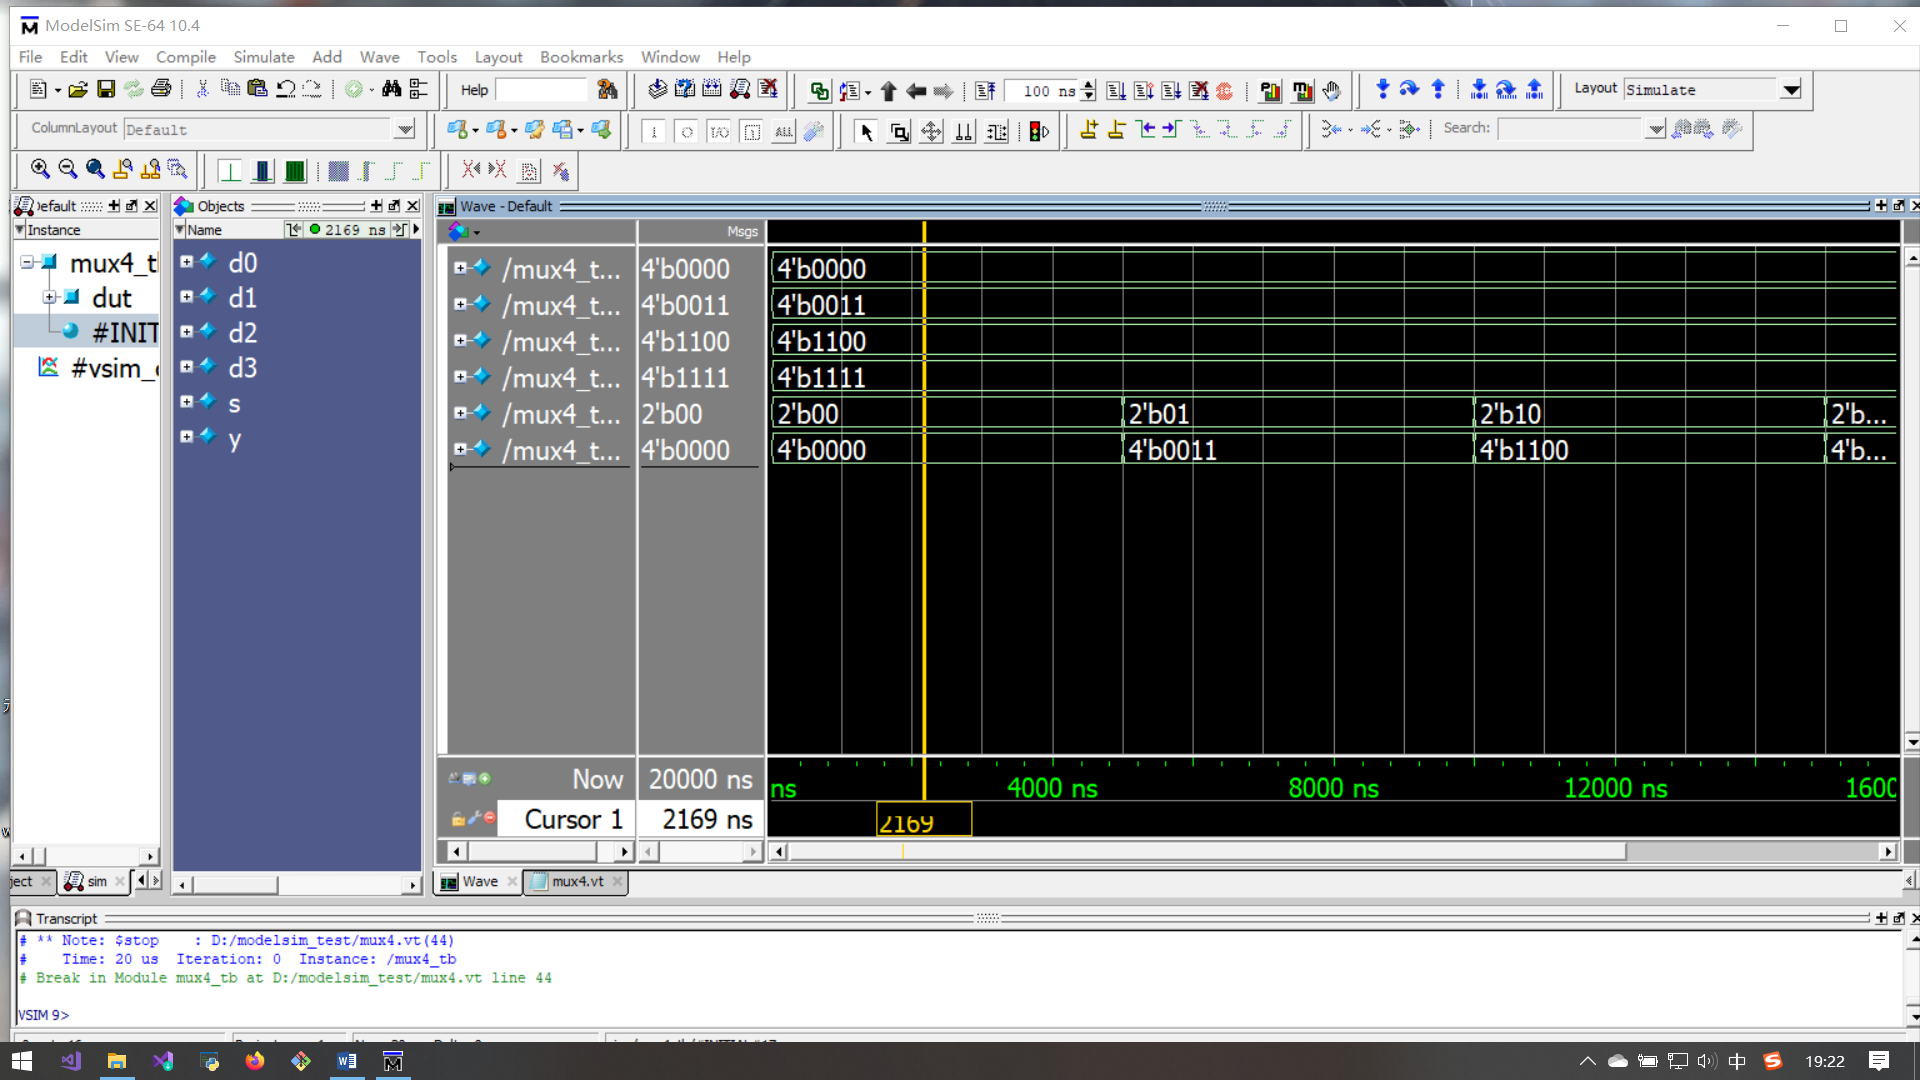 ModelSim SE-64 10.4
File Edit View Compile Simulate Add Wave Tools Layout Bookmarks Window Help
Help 100 ns Layout Simulate
ColumnLayout Default Search:
Default Objects Wave - Default
Instance Name 2169 ns Msgs
mux4_t
dut
#INIT
#vsim_
d0
d1
d2
d3
s
y
/mux4_t... 4'b0000 4'b0000
/mux4_t... 4'b0011 4'b0011
/mux4_t... 4'b1100 4'b1100
/mux4_t... 4'b1111 4'b1111
/mux4_t... 2'b00 2'b00 2'b01 2'b10 2'b...
/mux4_t... 4'b0000 4'b0000 4'b0011 4'b1100 4'b...
Now 20000 ns ns 4000 ns 8000 ns 12000 ns 1600
Cursor 1 2169 ns 2169
ject sim Wave mux4.vt
Transcript
# ** Note: $stop : D:/modelsim_test/mux4.vt(44)
# Time: 20 us Iteration: 0 Instance: /mux4_tb
# Break in Module mux4_tb at D:/modelsim_test/mux4.vt line 44
VSIM 9>
中 19:22